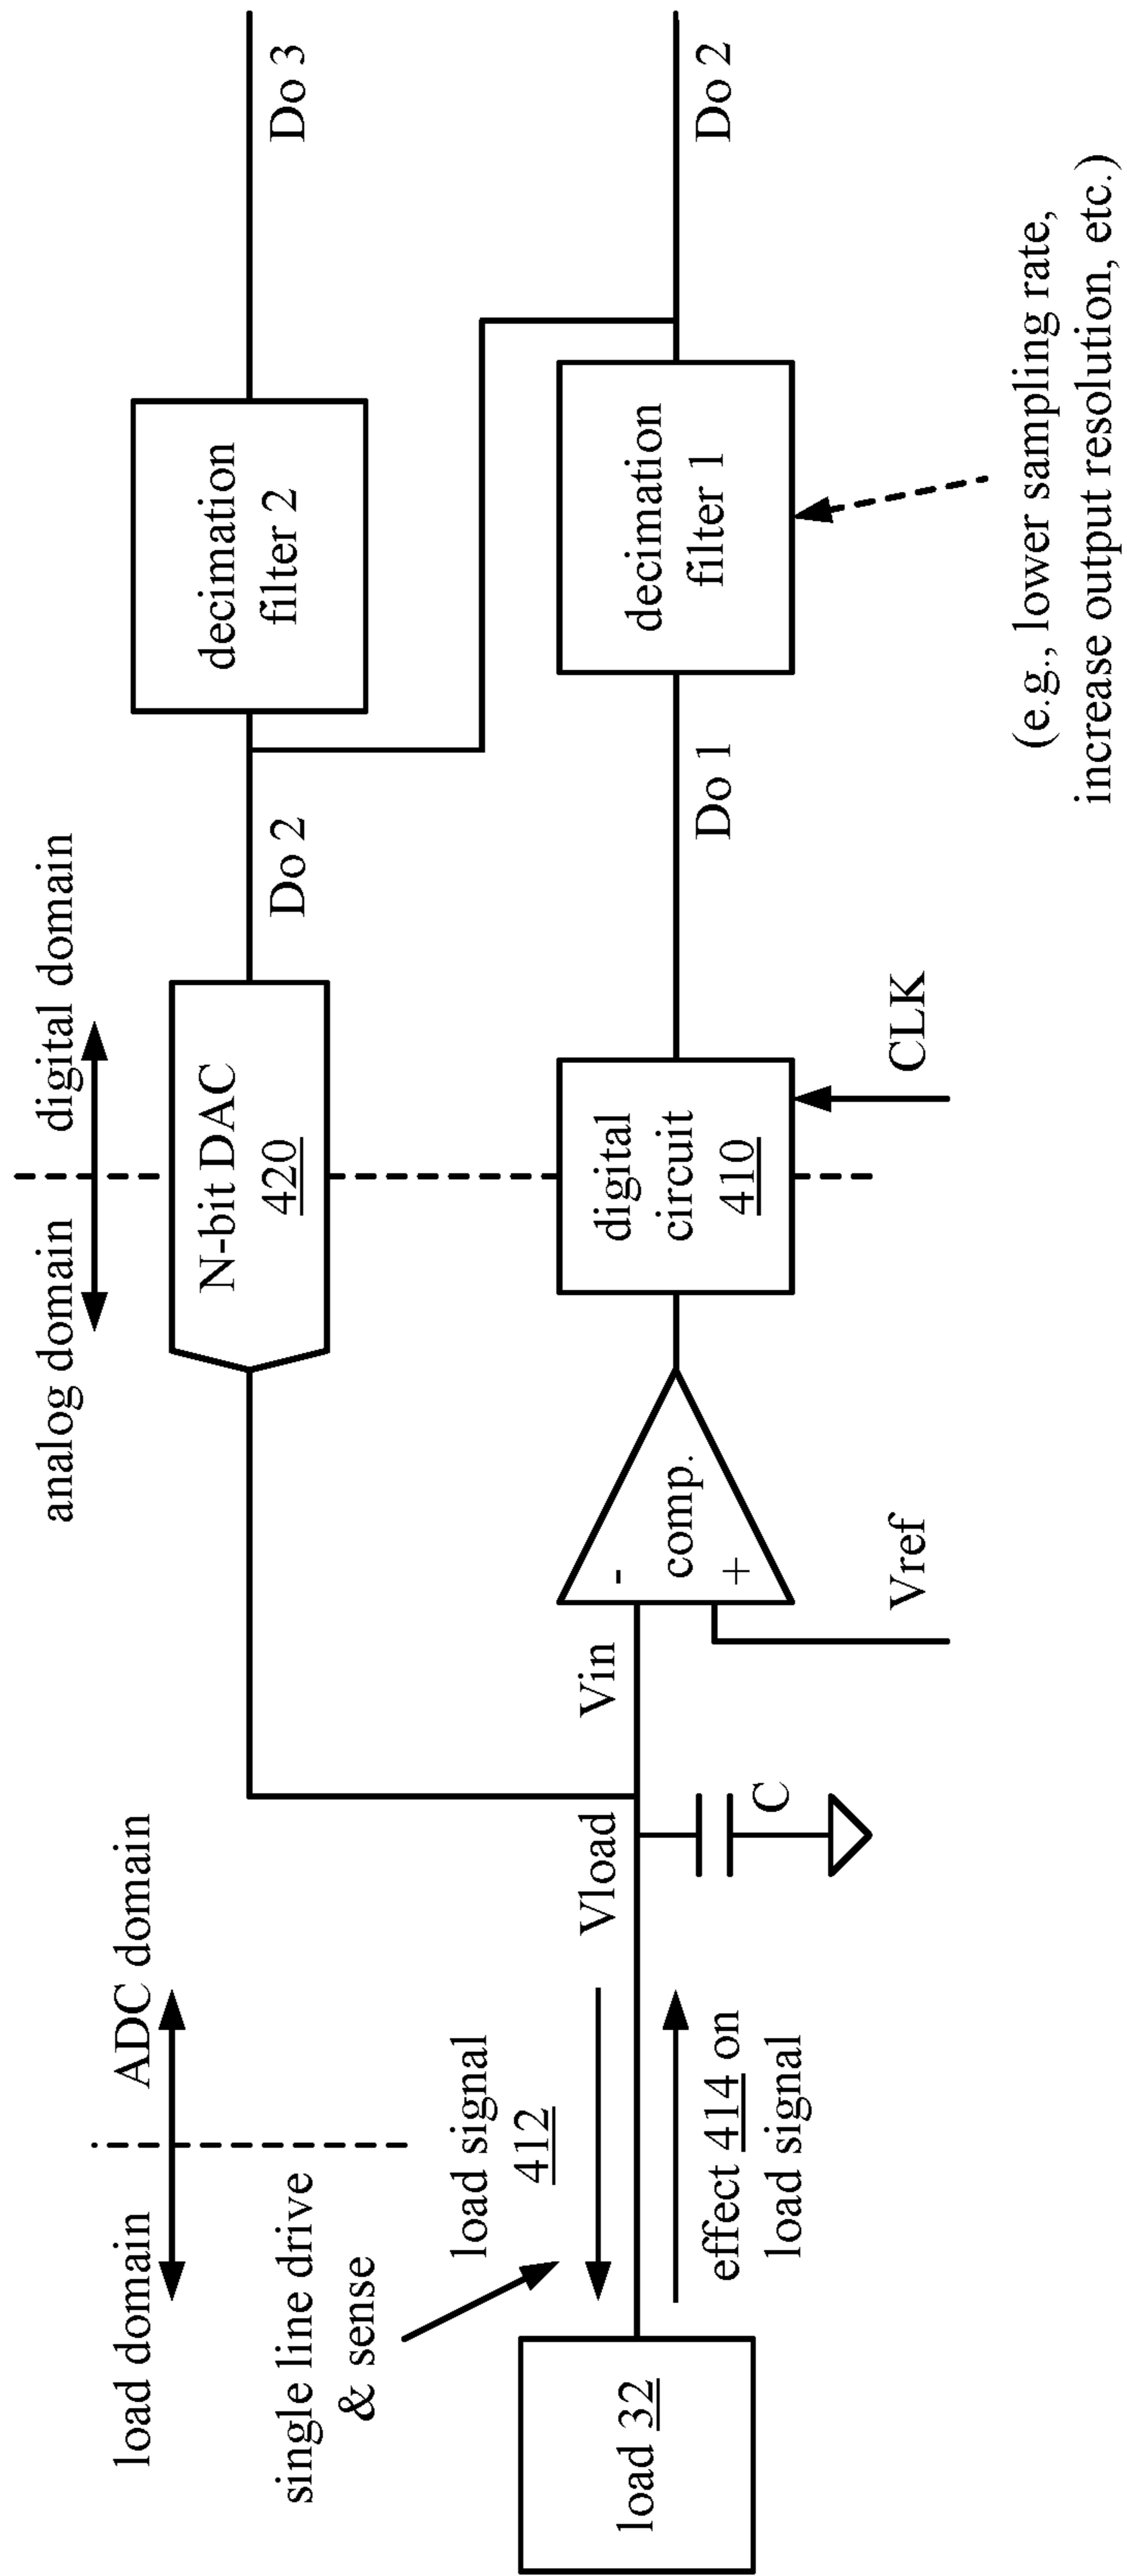 load domain
ADC domain
analog domain
digital domain
single line drive
& sense
load signal
412
N-bit DAC
420
Do 2
decimation
filter 2
Do 3
load 32
effect 414 on
load signal
Vload
C
Vin
-
comp.
+
Vref
digital
circuit
410
CLK
Do 1
decimation
filter 1
Do 2
(e.g., lower sampling rate,
increase output resolution, etc.)